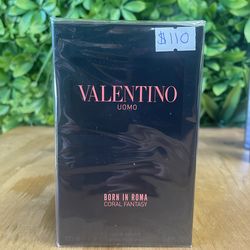 $110
VALENTINO
UOMO
BORN IN ROMA
CORAL FANTASY